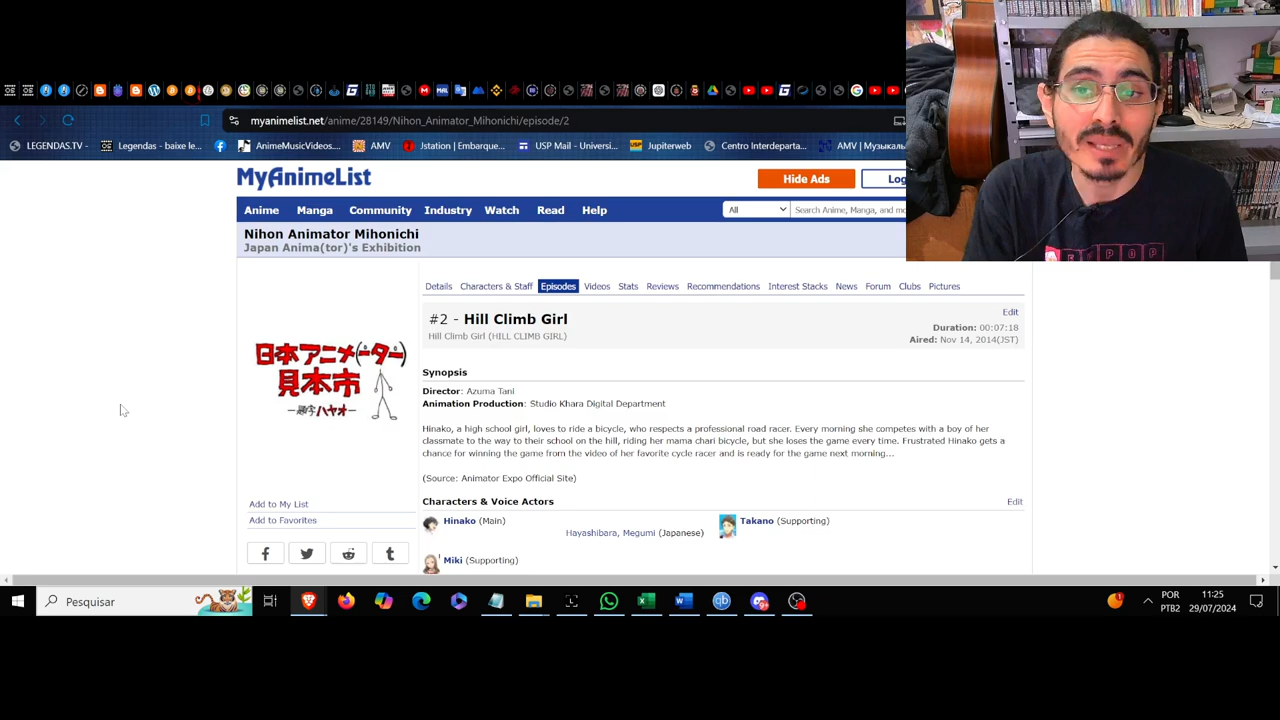 myanimelist.net/anime/28149/Nihon_Animator_Mihonichi/episode/2
LEGENDAS.TV - Legendas - baixe le... AnimeMusicVideos.... AMV Jstation | Embarque... USP Mail - Universi... Jupiterweb Centro Interdeparta... AMV | Музыкаль
MyAnimeList Hide Ads Log
Anime Manga Community Industry Watch Read Help All Search Anime, Manga, and mo
Nihon Animator Mihonichi
Japan Anima(tor)'s Exhibition
Details Characters & Staff Episodes Videos Stats Reviews Recommendations Interest Stacks News Forum Clubs Pictures
#2 - Hill Climb Girl Edit
Hill Climb Girl (HILL CLIMB GIRL) Duration: 00:07:18
Aired: Nov 14, 2014(JST)
日本アニメ(ー)ター
見本市
Synopsis
Director: Azuma Tani
Animation Production: Studio Khara Digital Department
Hinako, a high school girl, loves to ride a bicycle, who respects a professional road racer. Every morning she competes with a boy of her
classmate to the way to their school on the hill, riding her mama chari bicycle, but she loses the game every time. Frustrated Hinako gets a
chance for winning the game from the video of her favorite cycle racer and is ready for the game next morning...
(Source: Animator Expo Official Site)
Characters & Voice Actors Edit
Add to My List
Add to Favorites
Hinako (Main)
Hayashibara, Megumi (Japanese)
Takano (Supporting)
Miki (Supporting)
Pesquisar
POR
PTB2
11:25
29/07/2024